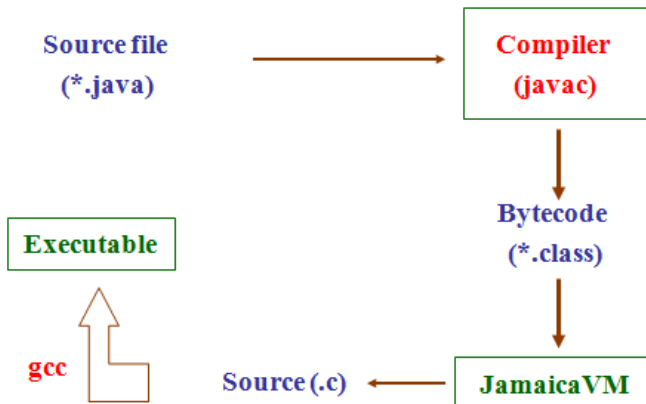 Source file
(*.java)
Compiler
(javac)
Bytecode
(*.class)
Executable
gcc
Source (.c)
JamaicaVM